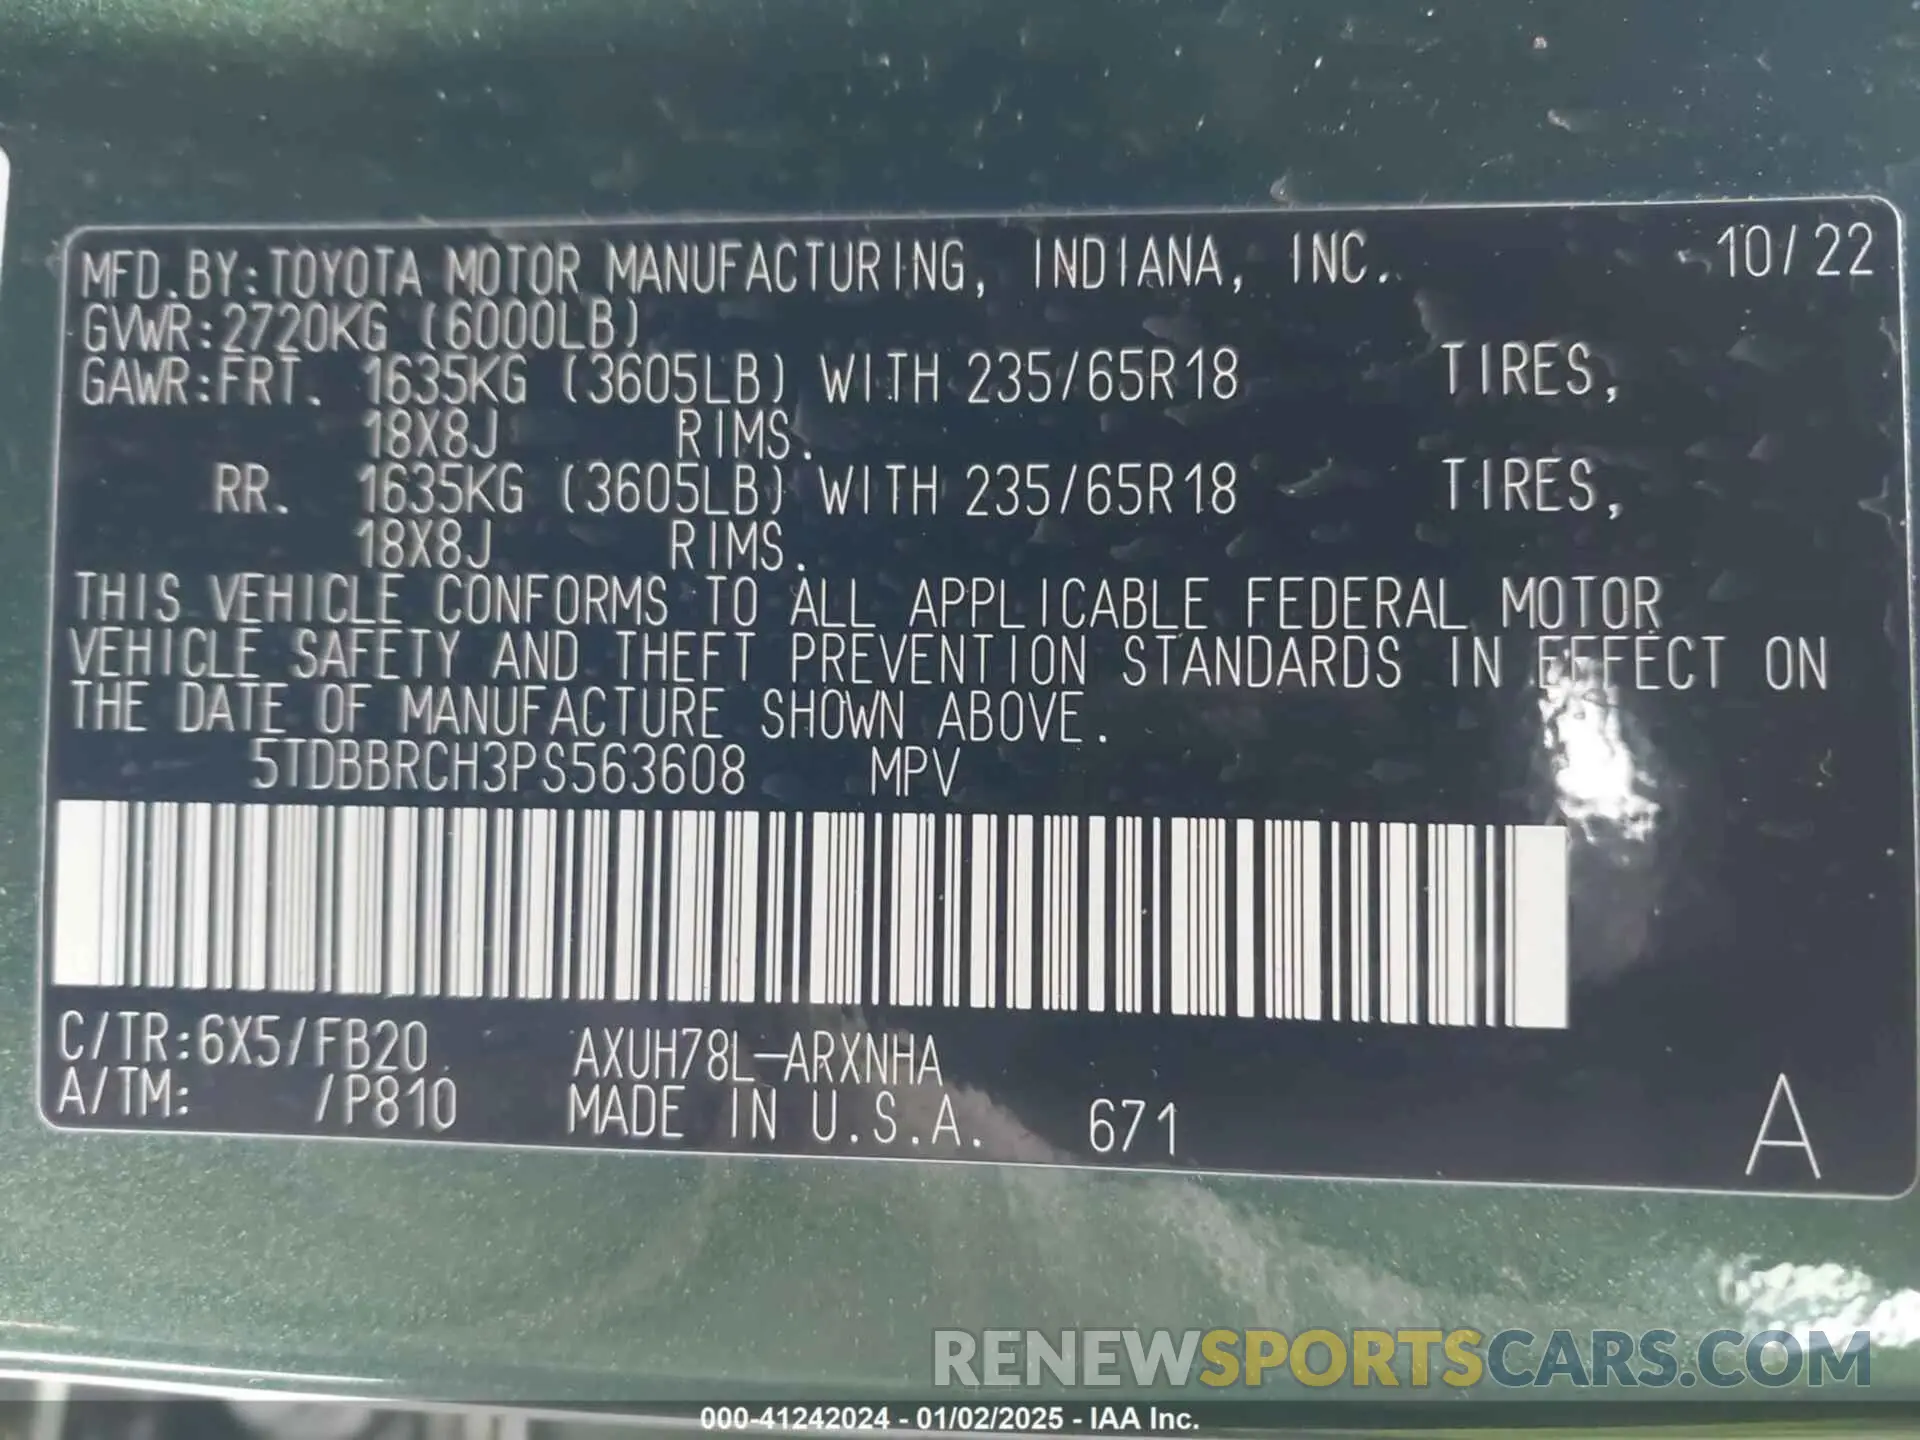 MFD.BY:TOYOTA MOTOR MANUFACTURING, INDIANA, INC. 10/22
GVWR:2720KG (6000LB)
GAWR:FRT. 1635KG (3605LB) WITH 235/65R18 TIRES,
18X8J RIMS.
RR. 1635KG (3605LB) WITH 235/65R18 TIRES,
18X8J RIMS.
THIS VEHICLE CONFORMS TO ALL APPLICABLE FEDERAL MOTOR
VEHICLE SAFETY AND THEFT PREVENTION STANDARDS IN EFFECT ON
THE DATE OF MANUFACTURE SHOWN ABOVE.
5TDBBRCH3PS563608 MPV
C/TR:6X5/FB20 AXUH78L-ARXNHA
A/TM: /P810 MADE IN U.S.A. 671 A
RENEWSPORTSCARS.COM
000-41242024 - 01/02/2025 - IAA Inc.